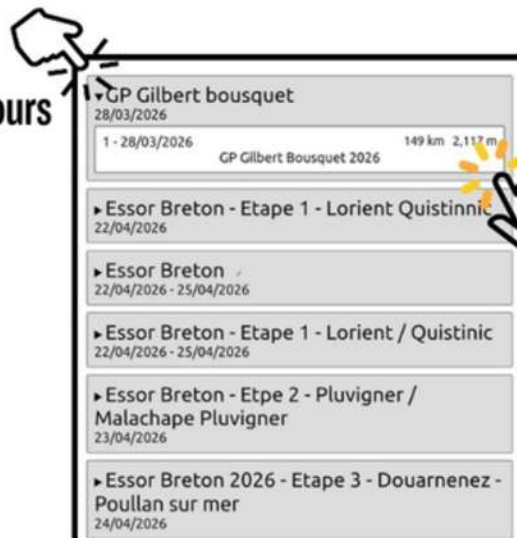 ours
▾GP Gilbert bousquet
28/03/2026
1 - 28/03/2026 149 km 2,117 m
GP Gilbert Bousquet 2026
▸Essor Breton - Etape 1 - Lorient Quistinnic
22/04/2026
▸Essor Breton
22/04/2026 - 25/04/2026
▸Essor Breton - Etape 1 - Lorient / Quistinic
22/04/2026 - 25/04/2026
▸Essor Breton - Etpe 2 - Pluvigner /
Malachape Pluvigner
23/04/2026
▸Essor Breton 2026 - Etape 3 - Douarnenez -
Poullan sur mer
24/04/2026